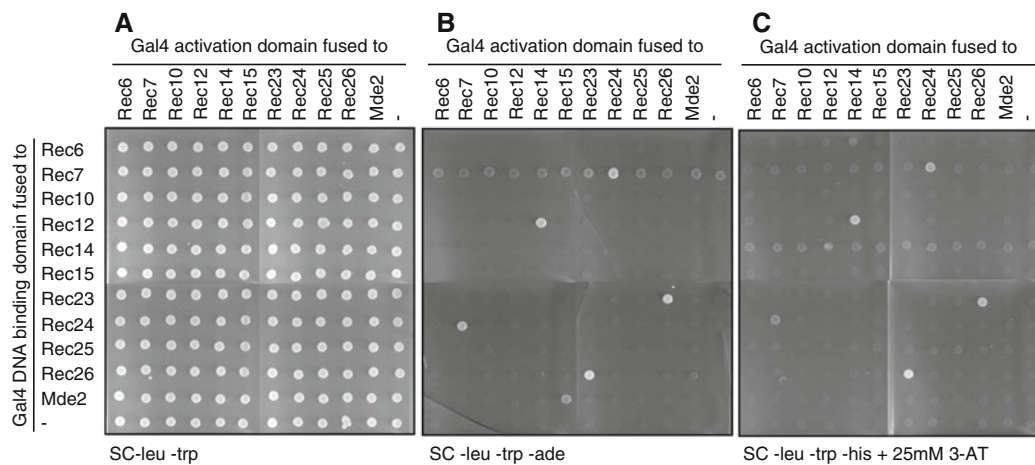 A
Gal4 activation domain fused to
Rec6 Rec7 Rec10 Rec12 Rec14 Rec15 Rec23 Rec24 Rec25 Rec26 Mde2 -
B
Gal4 activation domain fused to
Rec6 Rec7 Rec10 Rec12 Rec14 Rec15 Rec23 Rec24 Rec25 Rec26 Mde2 -
C
Gal4 activation domain fused to
Rec6 Rec7 Rec10 Rec12 Rec14 Rec15 Rec23 Rec24 Rec25 Rec26 Mde2 -
Gal4 DNA binding domain fused to
Rec6
Rec7
Rec10
Rec12
Rec14
Rec15
Rec23
Rec24
Rec25
Rec26
Mde2
-
SC-leu -trp
SC -leu -trp -ade
SC -leu -trp -his + 25mM 3-AT